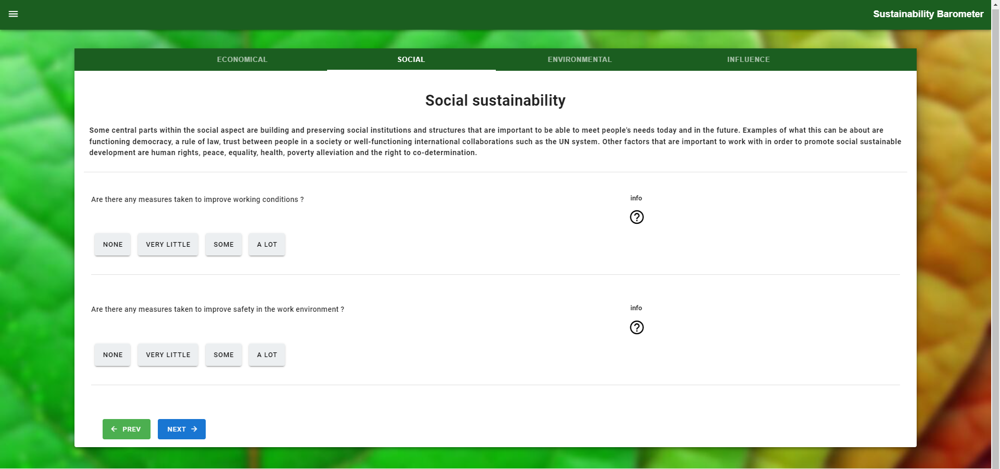 Sustainability Barometer
ECONOMICAL
SOCIAL
ENVIRONMENTAL
INFLUENCE
Social sustainability
Some central parts within the social aspect are building and preserving social institutions and structures that are important to be able to meet people's needs today and in the future. Examples of what this can be about are
functioning democracy, a rule of law, trust between people in a society or well-functioning international collaborations such as the UN system. Other factors that are important to work with in order to promote social sustainable
development are human rights, peace, equality, health, poverty alleviation and the right to co-determination.
Are there any measures taken to improve working conditions ?
info
NONE
VERY LITTLE
SOME
A LOT
Are there any measures taken to improve safety in the work environment ?
info
NONE
VERY LITTLE
SOME
A LOT
PREV
NEXT